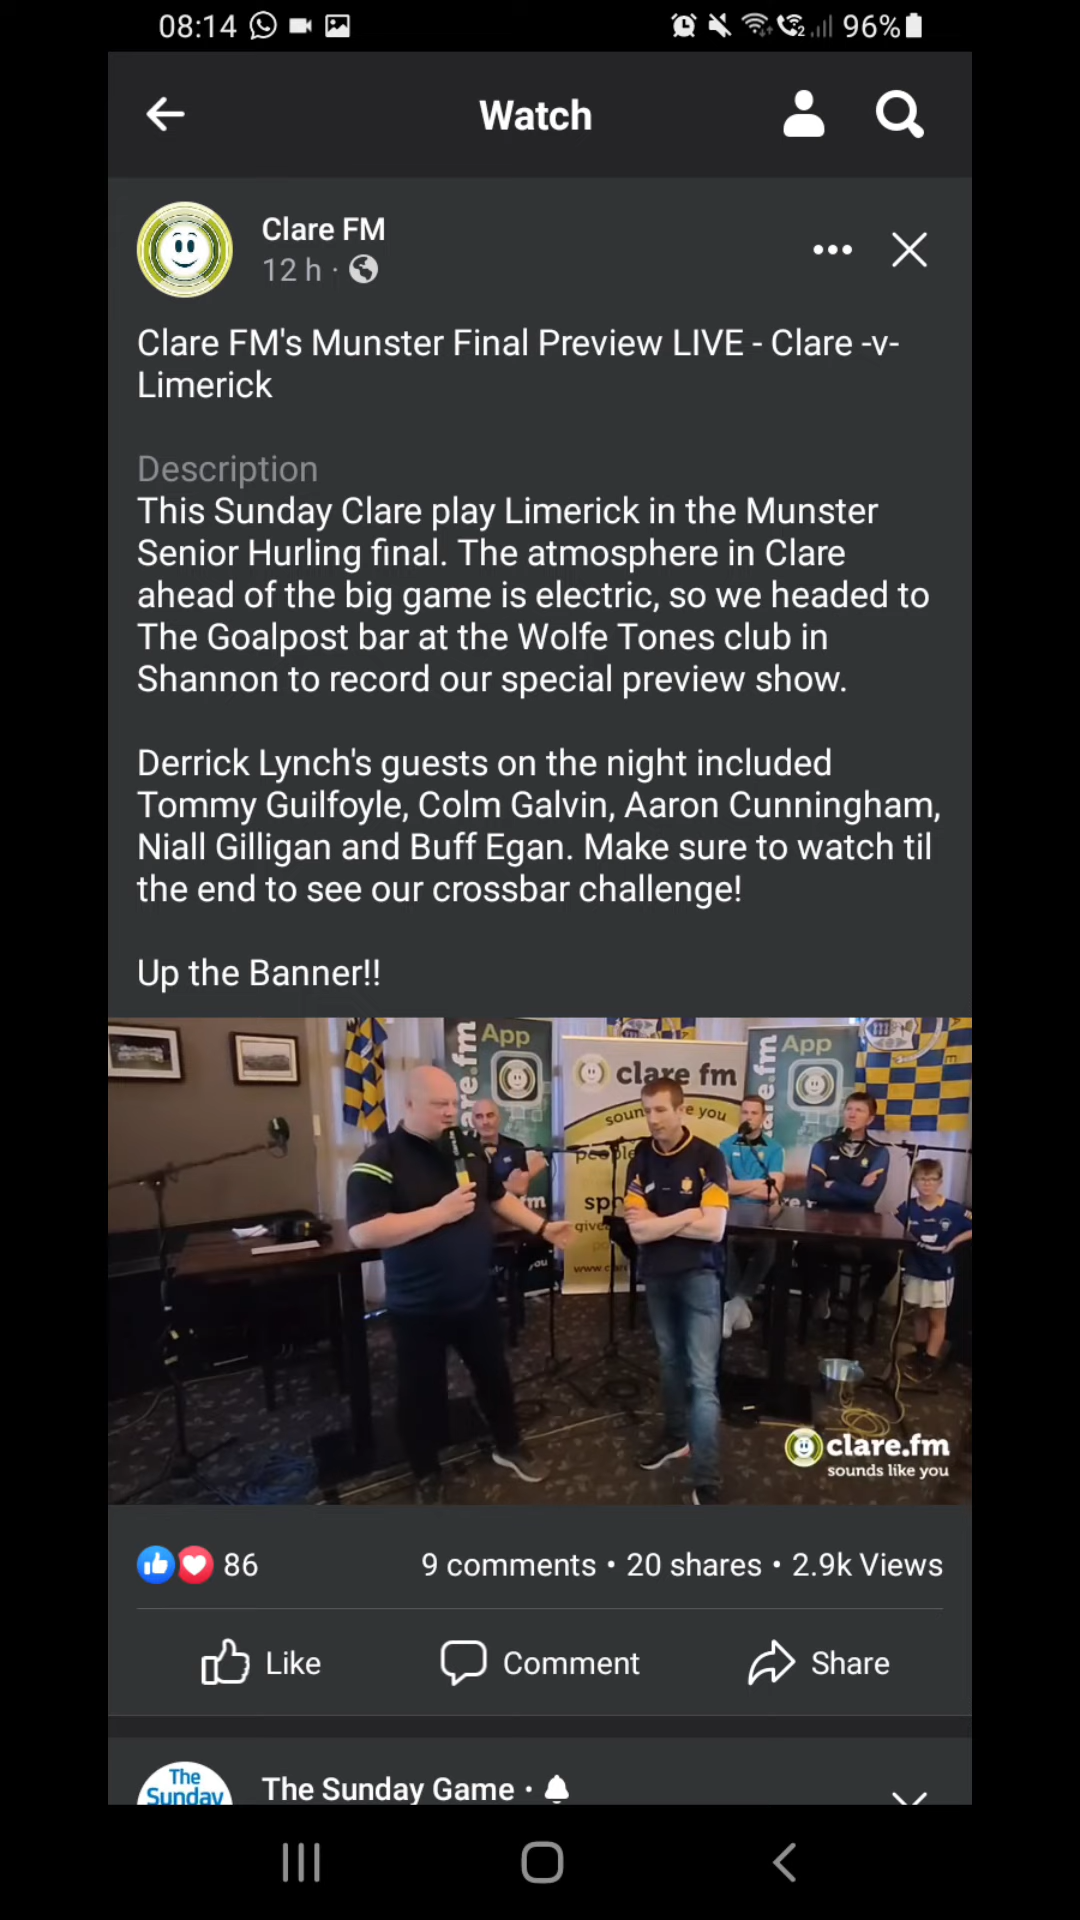 08:14
96%
Watch
Clare FM
12 h ·
Clare FM's Munster Final Preview LIVE - Clare -v-
Limerick
Description
This Sunday Clare play Limerick in the Munster
Senior Hurling final. The atmosphere in Clare
ahead of the big game is electric, so we headed to
The Goalpost bar at the Wolfe Tones club in
Shannon to record our special preview show.
Derrick Lynch's guests on the night included
Tommy Guilfoyle, Colm Galvin, Aaron Cunningham,
Niall Gilligan and Buff Egan. Make sure to watch til
the end to see our crossbar challenge!
Up the Banner!!
App
clare fm
App
you
people
clare.fm
sounds like you
86
9 comments • 20 shares • 2.9k Views
Like
Comment
Share
The Sunday
The Sunday Game ·